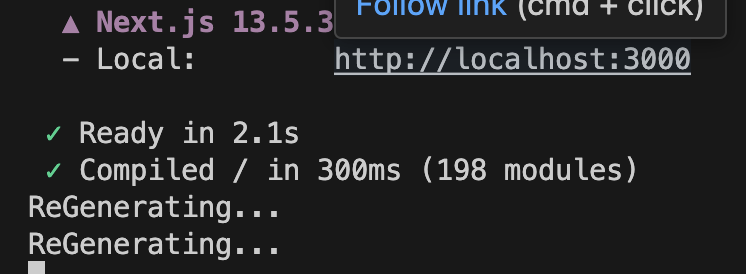 Follow link (cmd + click)
▲ Next.js 13.5.3
- Local: http://localhost:3000
✓ Ready in 2.1s
✓ Compiled / in 300ms (198 modules)
ReGenerating...
ReGenerating...